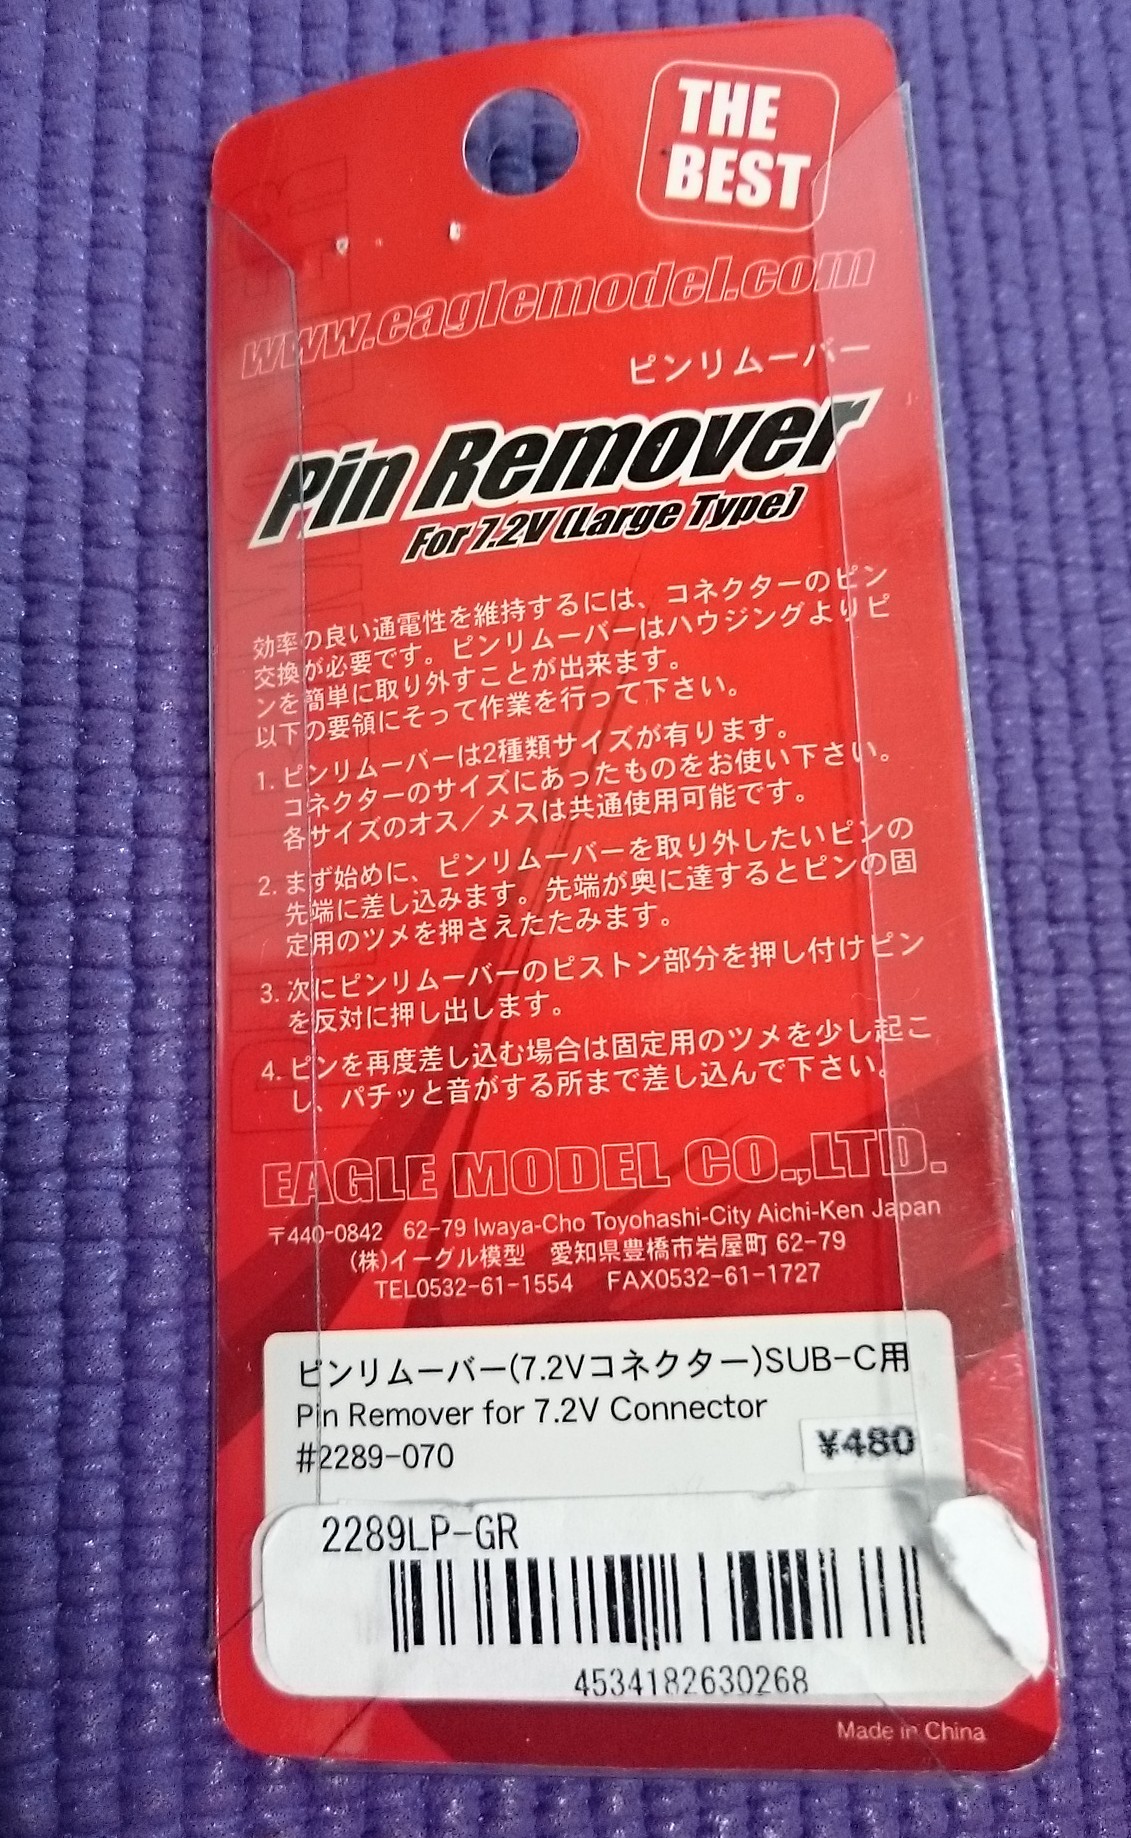 THE
BEST
www.eaglemodel.com
ピンリムーバー
Pin Remover
For 7.2V (Large Type)
効率の良い通電性を維持するには、コネクターのピン
交換が必要です。ピンリムーバーはハウジングよりピ
ンを簡単に取り外すことが出来ます。
以下の要領にそって作業を行って下さい。
1. ピンリムーバーは2種類サイズが有ります。
コネクターのサイズにあったものをお使い下さい。
各サイズのオス／メスは共通使用可能です。
2. まず始めに、ピンリムーバーを取り外したいピンの
先端に差し込みます。先端が奥に達するとピンの固
定用のツメを押さえたたみます。
3. 次にピンリムーバーのピストン部分を押し付けピン
を反対に押し出します。
4. ピンを再度差し込む場合は固定用のツメを少し起こ
し、パチッと音がする所まで差し込んで下さい。
EAGLE MODEL CO.,LTD.
〒440-0842 62-79 Iwaya-Cho Toyohashi-City Aichi-Ken Japan
(株)イーグル模型 愛知県豊橋市岩屋町 62-79
TEL0532-61-1554 FAX0532-61-1727
ピンリムーバー(7.2Vコネクター)SUB-C用
Pin Remover for 7.2V Connector
#2289-070
¥480
2289LP-GR
4534182630268
Made in China